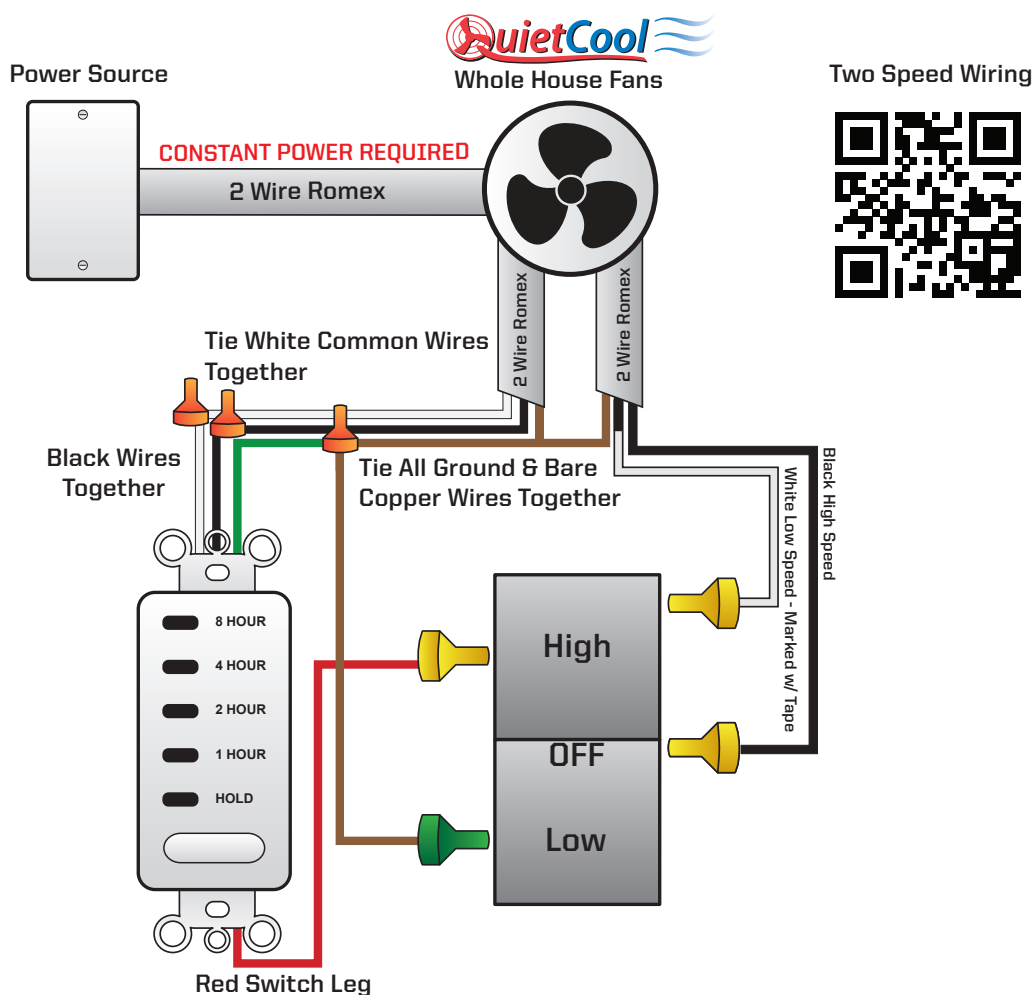 QuietCool
Whole House Fans
Power Source
Two Speed Wiring
CONSTANT POWER REQUIRED
2 Wire Romex
2 Wire Romex
2 Wire Romex
Tie White Common Wires
Together
Black Wires
Together
Tie All Ground & Bare
Copper Wires Together
Black High Speed
White Low Speed - Marked w/ Tape
8 HOUR
4 HOUR
2 HOUR
1 HOUR
HOLD
High
OFF
Low
Red Switch Leg